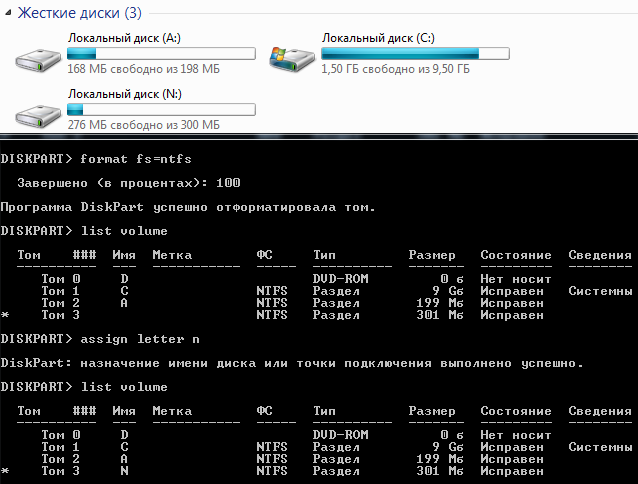 Жесткие диски (3)
Локальный диск (A:)
168 МБ свободно из 198 МБ
Локальный диск (C:)
1,50 ГБ свободно из 9,50 ГБ
Локальный диск (N:)
276 МБ свободно из 300 МБ
DISKPART> format fs=ntfs
Завершено (в процентах): 100
Программа DiskPart успешно отформатировала том.
DISKPART> list volume
Том ### Имя Метка ФС Тип Размер Состояние Сведения
---------- --- ----------- ----- ---------- ------- --------- --------
Том 0 D DVD-ROM 0 б Нет носит
Том 1 C NTFS Раздел 9 Gб Исправен Системны
Том 2 A NTFS Раздел 199 Mб Исправен
* Том 3 NTFS Раздел 301 Mб Исправен
DISKPART> assign letter n
DiskPart: назначение имени диска или точки подключения выполнено успешно.
DISKPART> list volume
Том ### Имя Метка ФС Тип Размер Состояние Сведения
---------- --- ----------- ----- ---------- ------- --------- --------
Том 0 D DVD-ROM 0 б Нет носит
Том 1 C NTFS Раздел 9 Gб Исправен Системны
Том 2 A NTFS Раздел 199 Mб Исправен
* Том 3 N NTFS Раздел 301 Mб Исправен